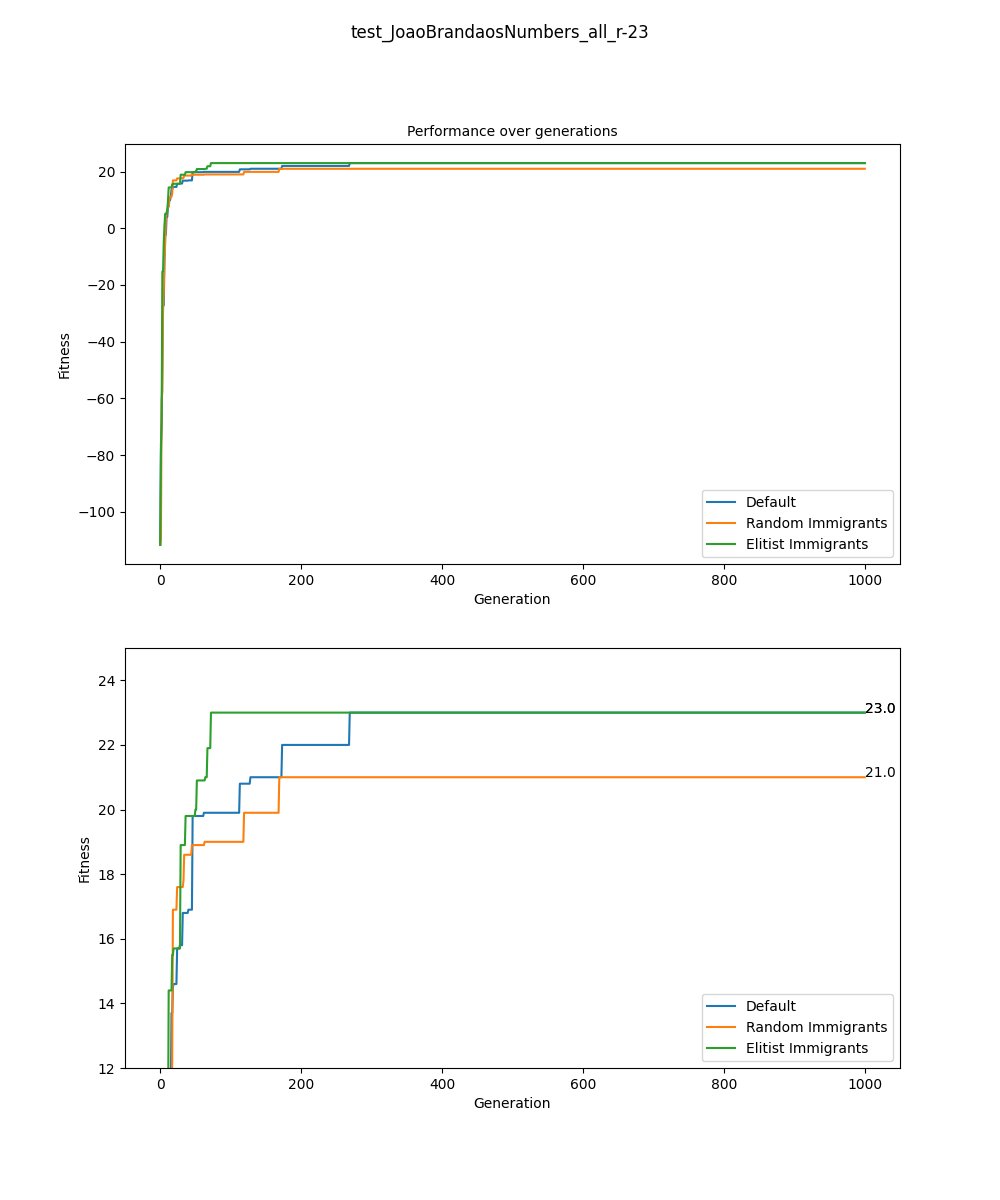 test_JoaoBrandaosNumbers_all_r-23
Performance over generations
20
0
−20
−40
−60
−80
−100
Fitness
0 200 400 600 800 1000
Generation
Default
Random Immigrants
Elitist Immigrants
24
22
20
18
16
14
12
Fitness
23.0
21.0
0 200 400 600 800 1000
Generation
Default
Random Immigrants
Elitist Immigrants